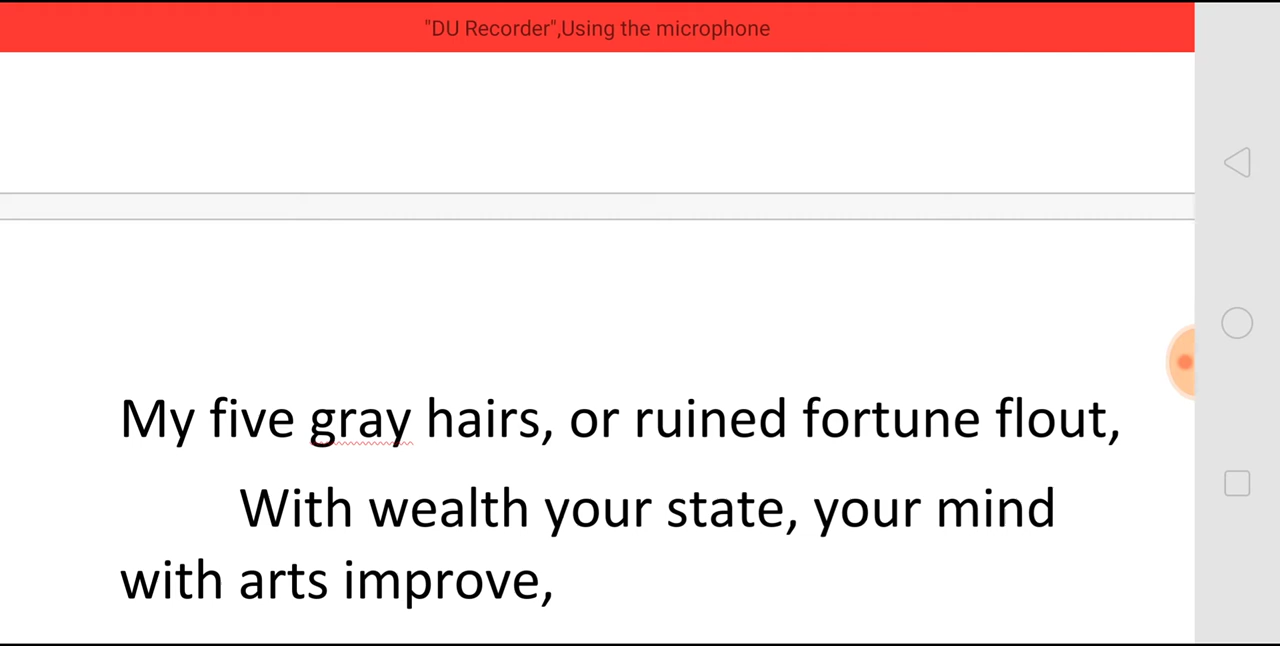 "DU Recorder",Using the microphone
My five gray hairs, or ruined fortune flout,
With wealth your state, your mind
with arts improve,